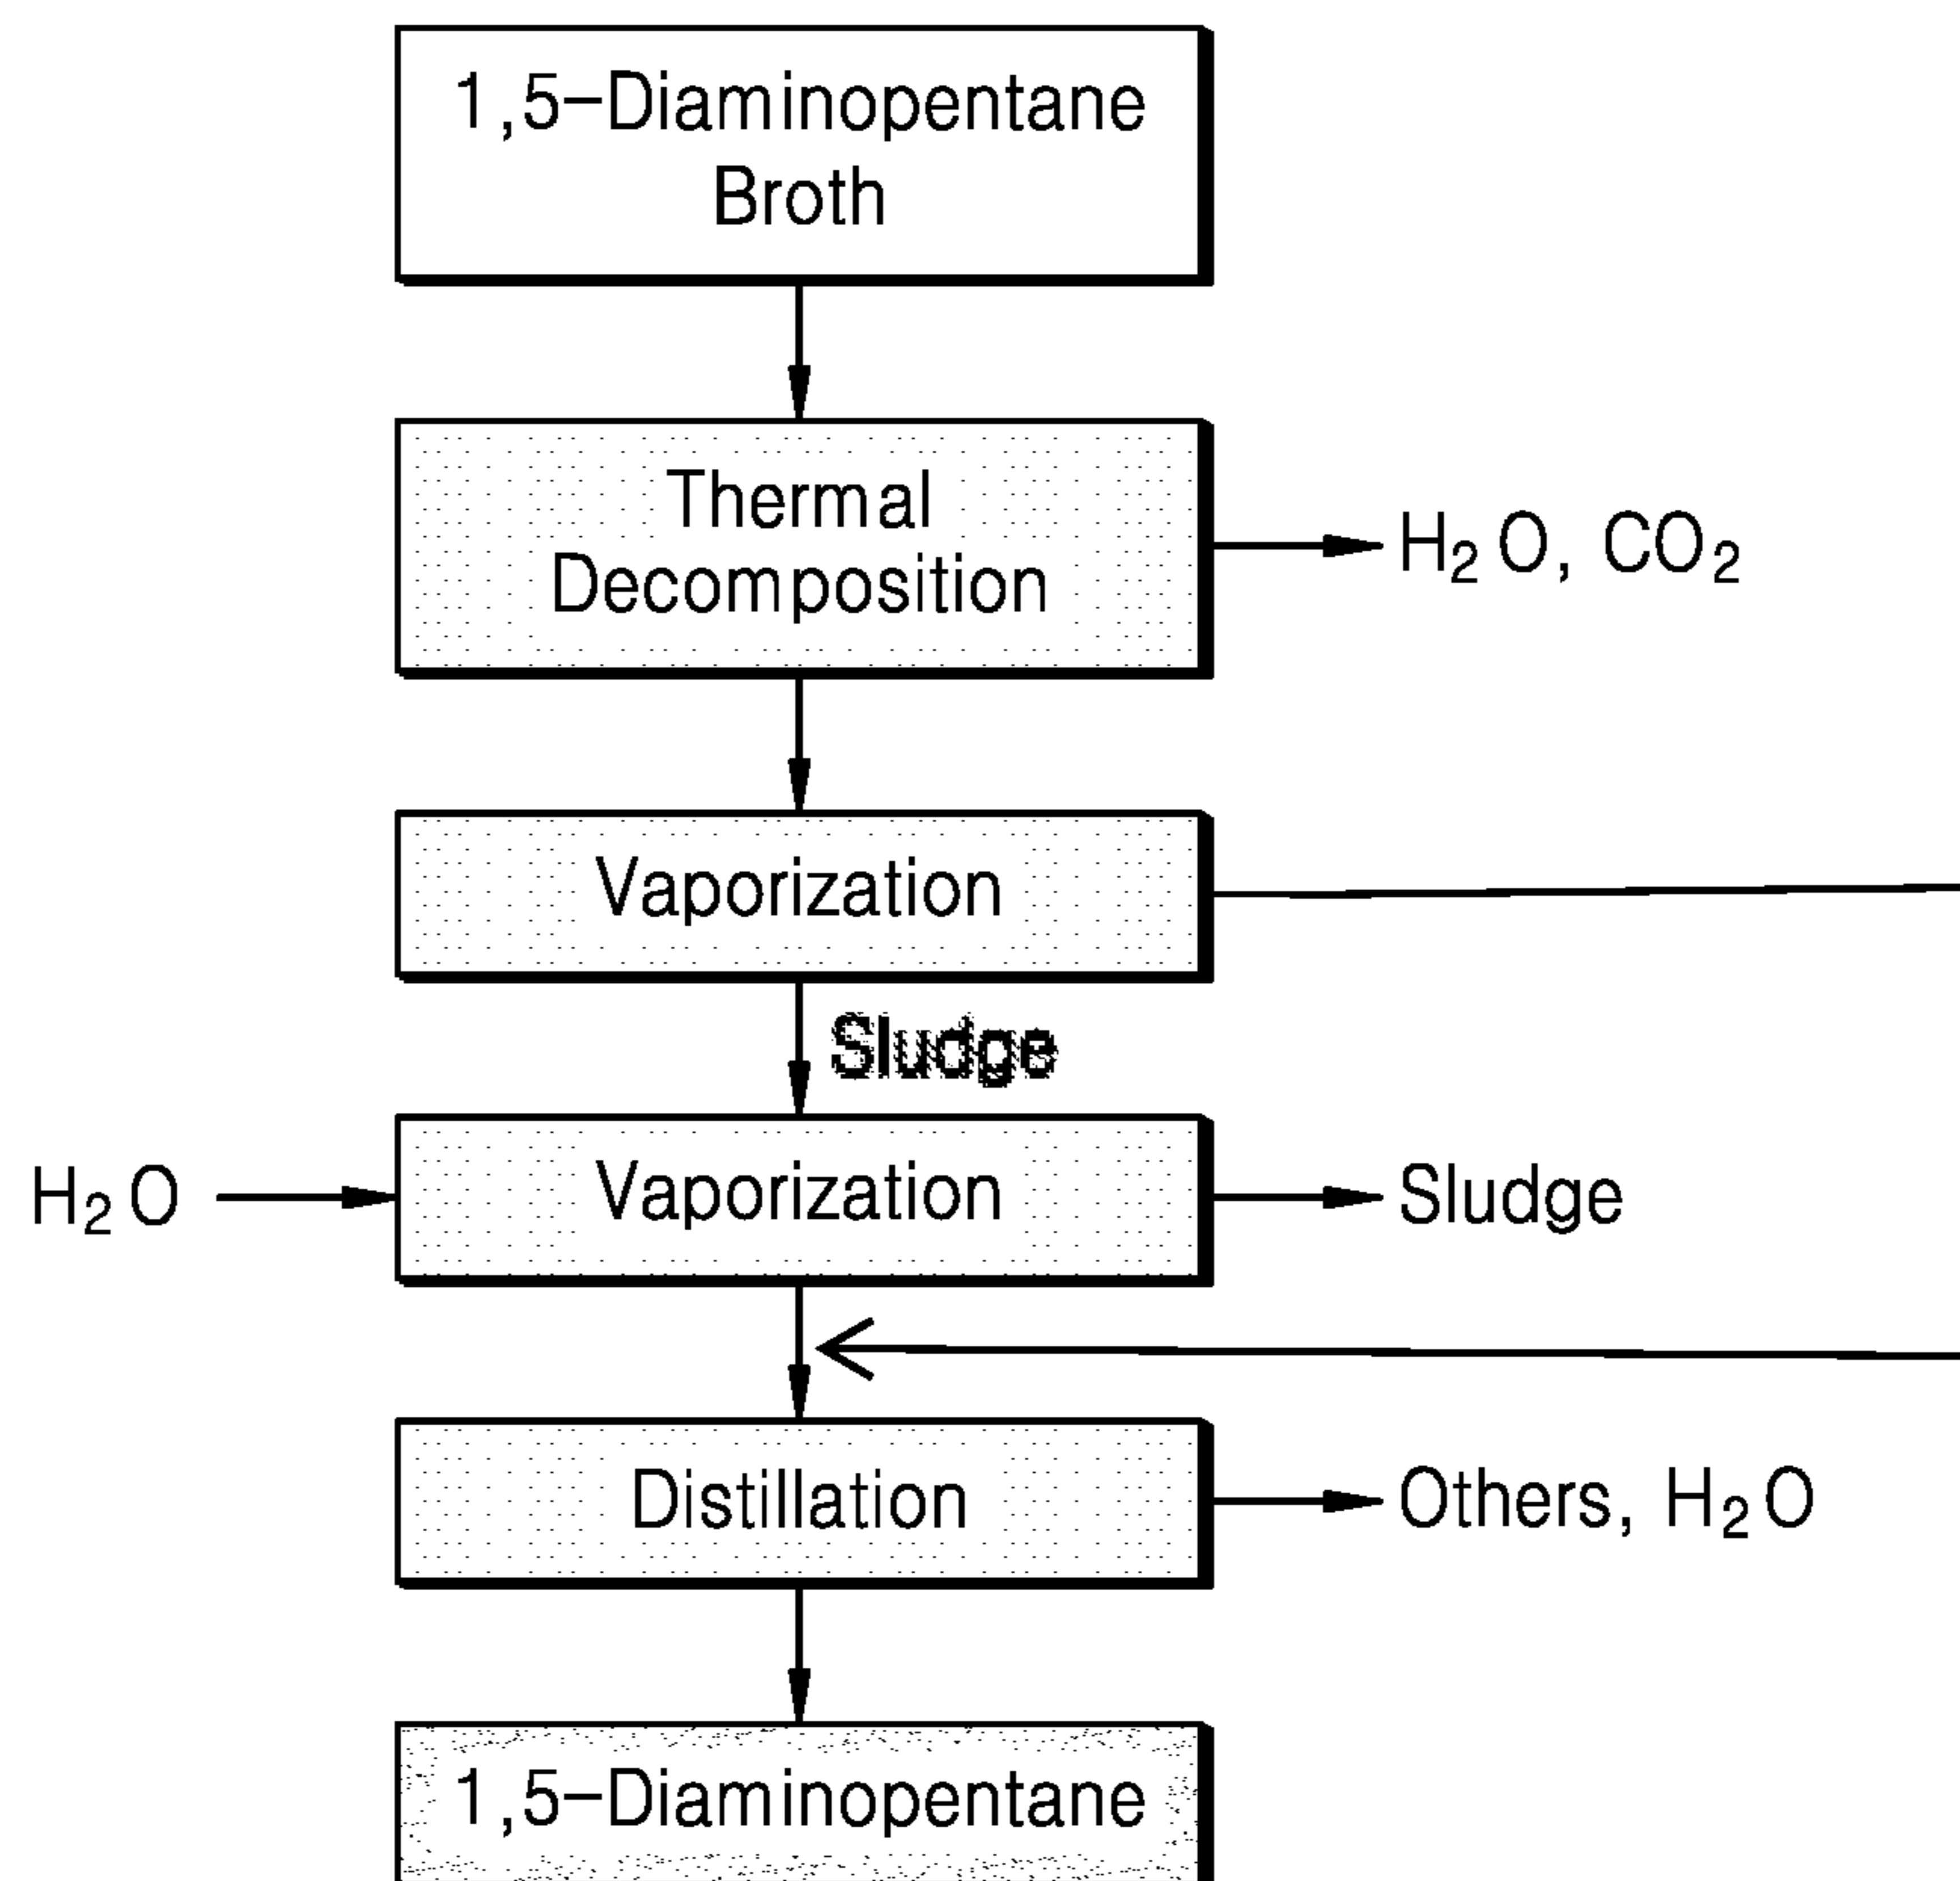 1,5-Diaminopentane
Broth
Thermal
Decomposition
H₂O, CO₂
Vaporization
Sludge
H₂O
Vaporization
Sludge
Distillation
Others, H₂O
1,5-Diaminopentane